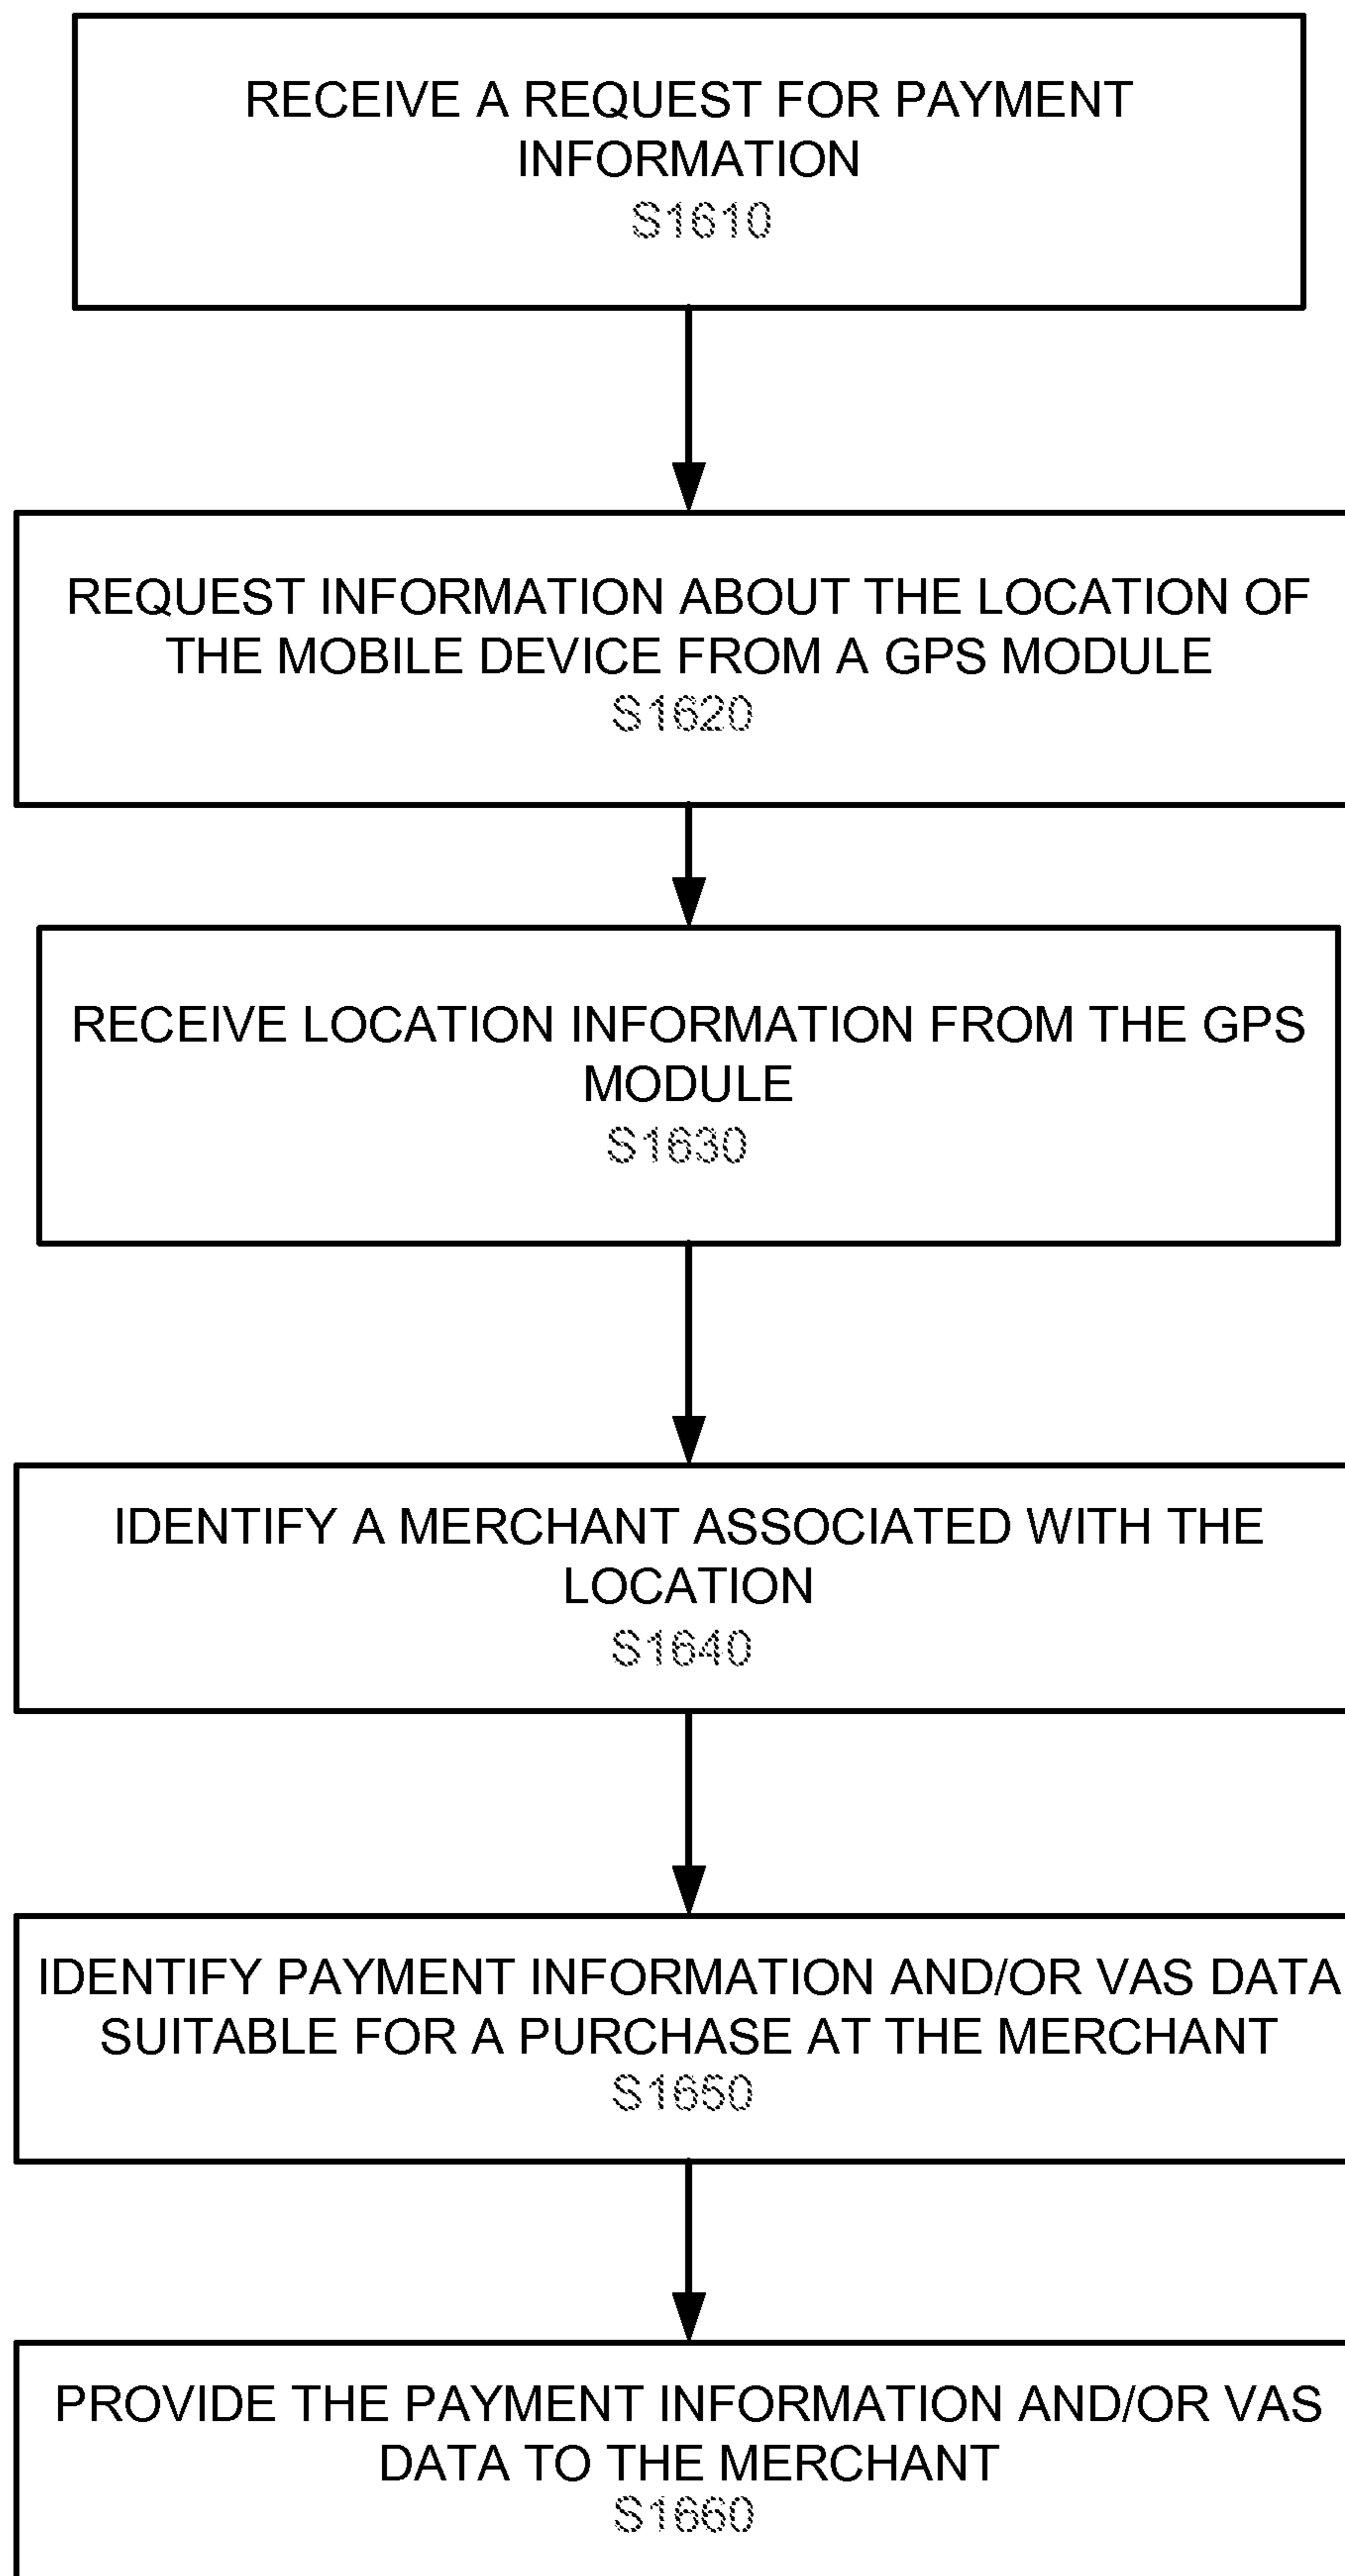 RECEIVE A REQUEST FOR PAYMENT
INFORMATION
S1610
REQUEST INFORMATION ABOUT THE LOCATION OF
THE MOBILE DEVICE FROM A GPS MODULE
S1620
RECEIVE LOCATION INFORMATION FROM THE GPS
MODULE
S1630
IDENTIFY A MERCHANT ASSOCIATED WITH THE
LOCATION
S1640
IDENTIFY PAYMENT INFORMATION AND/OR VAS DATA
SUITABLE FOR A PURCHASE AT THE MERCHANT
S1650
PROVIDE THE PAYMENT INFORMATION AND/OR VAS
DATA TO THE MERCHANT
S1660